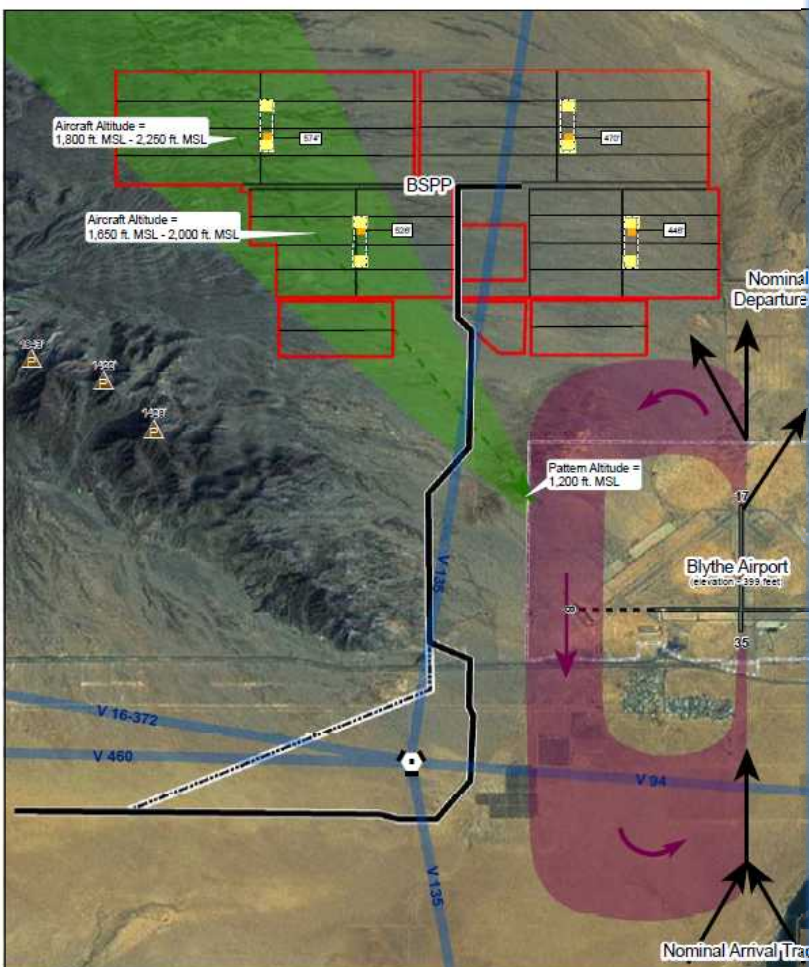 Aircraft Altitude =
1,800 ft. MSL - 2,250 ft. MSL
574'
470'
BSPP
Aircraft Altitude =
1,650 ft. MSL - 2,000 ft. MSL
526'
446'
Nominal
Departure
Pattern Altitude =
1,200 ft. MSL
17
V 135
Blythe Airport
(elevation - 399 feet)
8
35
V 16-372
V 460
V 94
V 135
Nominal Arrival